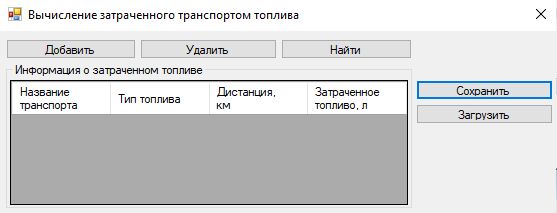 Вычисление затраченного транспортом топлива
Добавить Удалить Найти
Информация о затраченном топливе
Название транспорта Тип топлива Дистанция, км Затраченное топливо, л
Сохранить
Загрузить